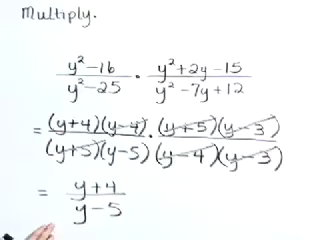 Multiply.
y²-16 / y²-25 · y²+2y-15 / y²-7y+12
= (y+4)(y-4) / (y+5)(y-5) · (y+5)(y-3) / (y-4)(y-3)
= y+4 / y-5